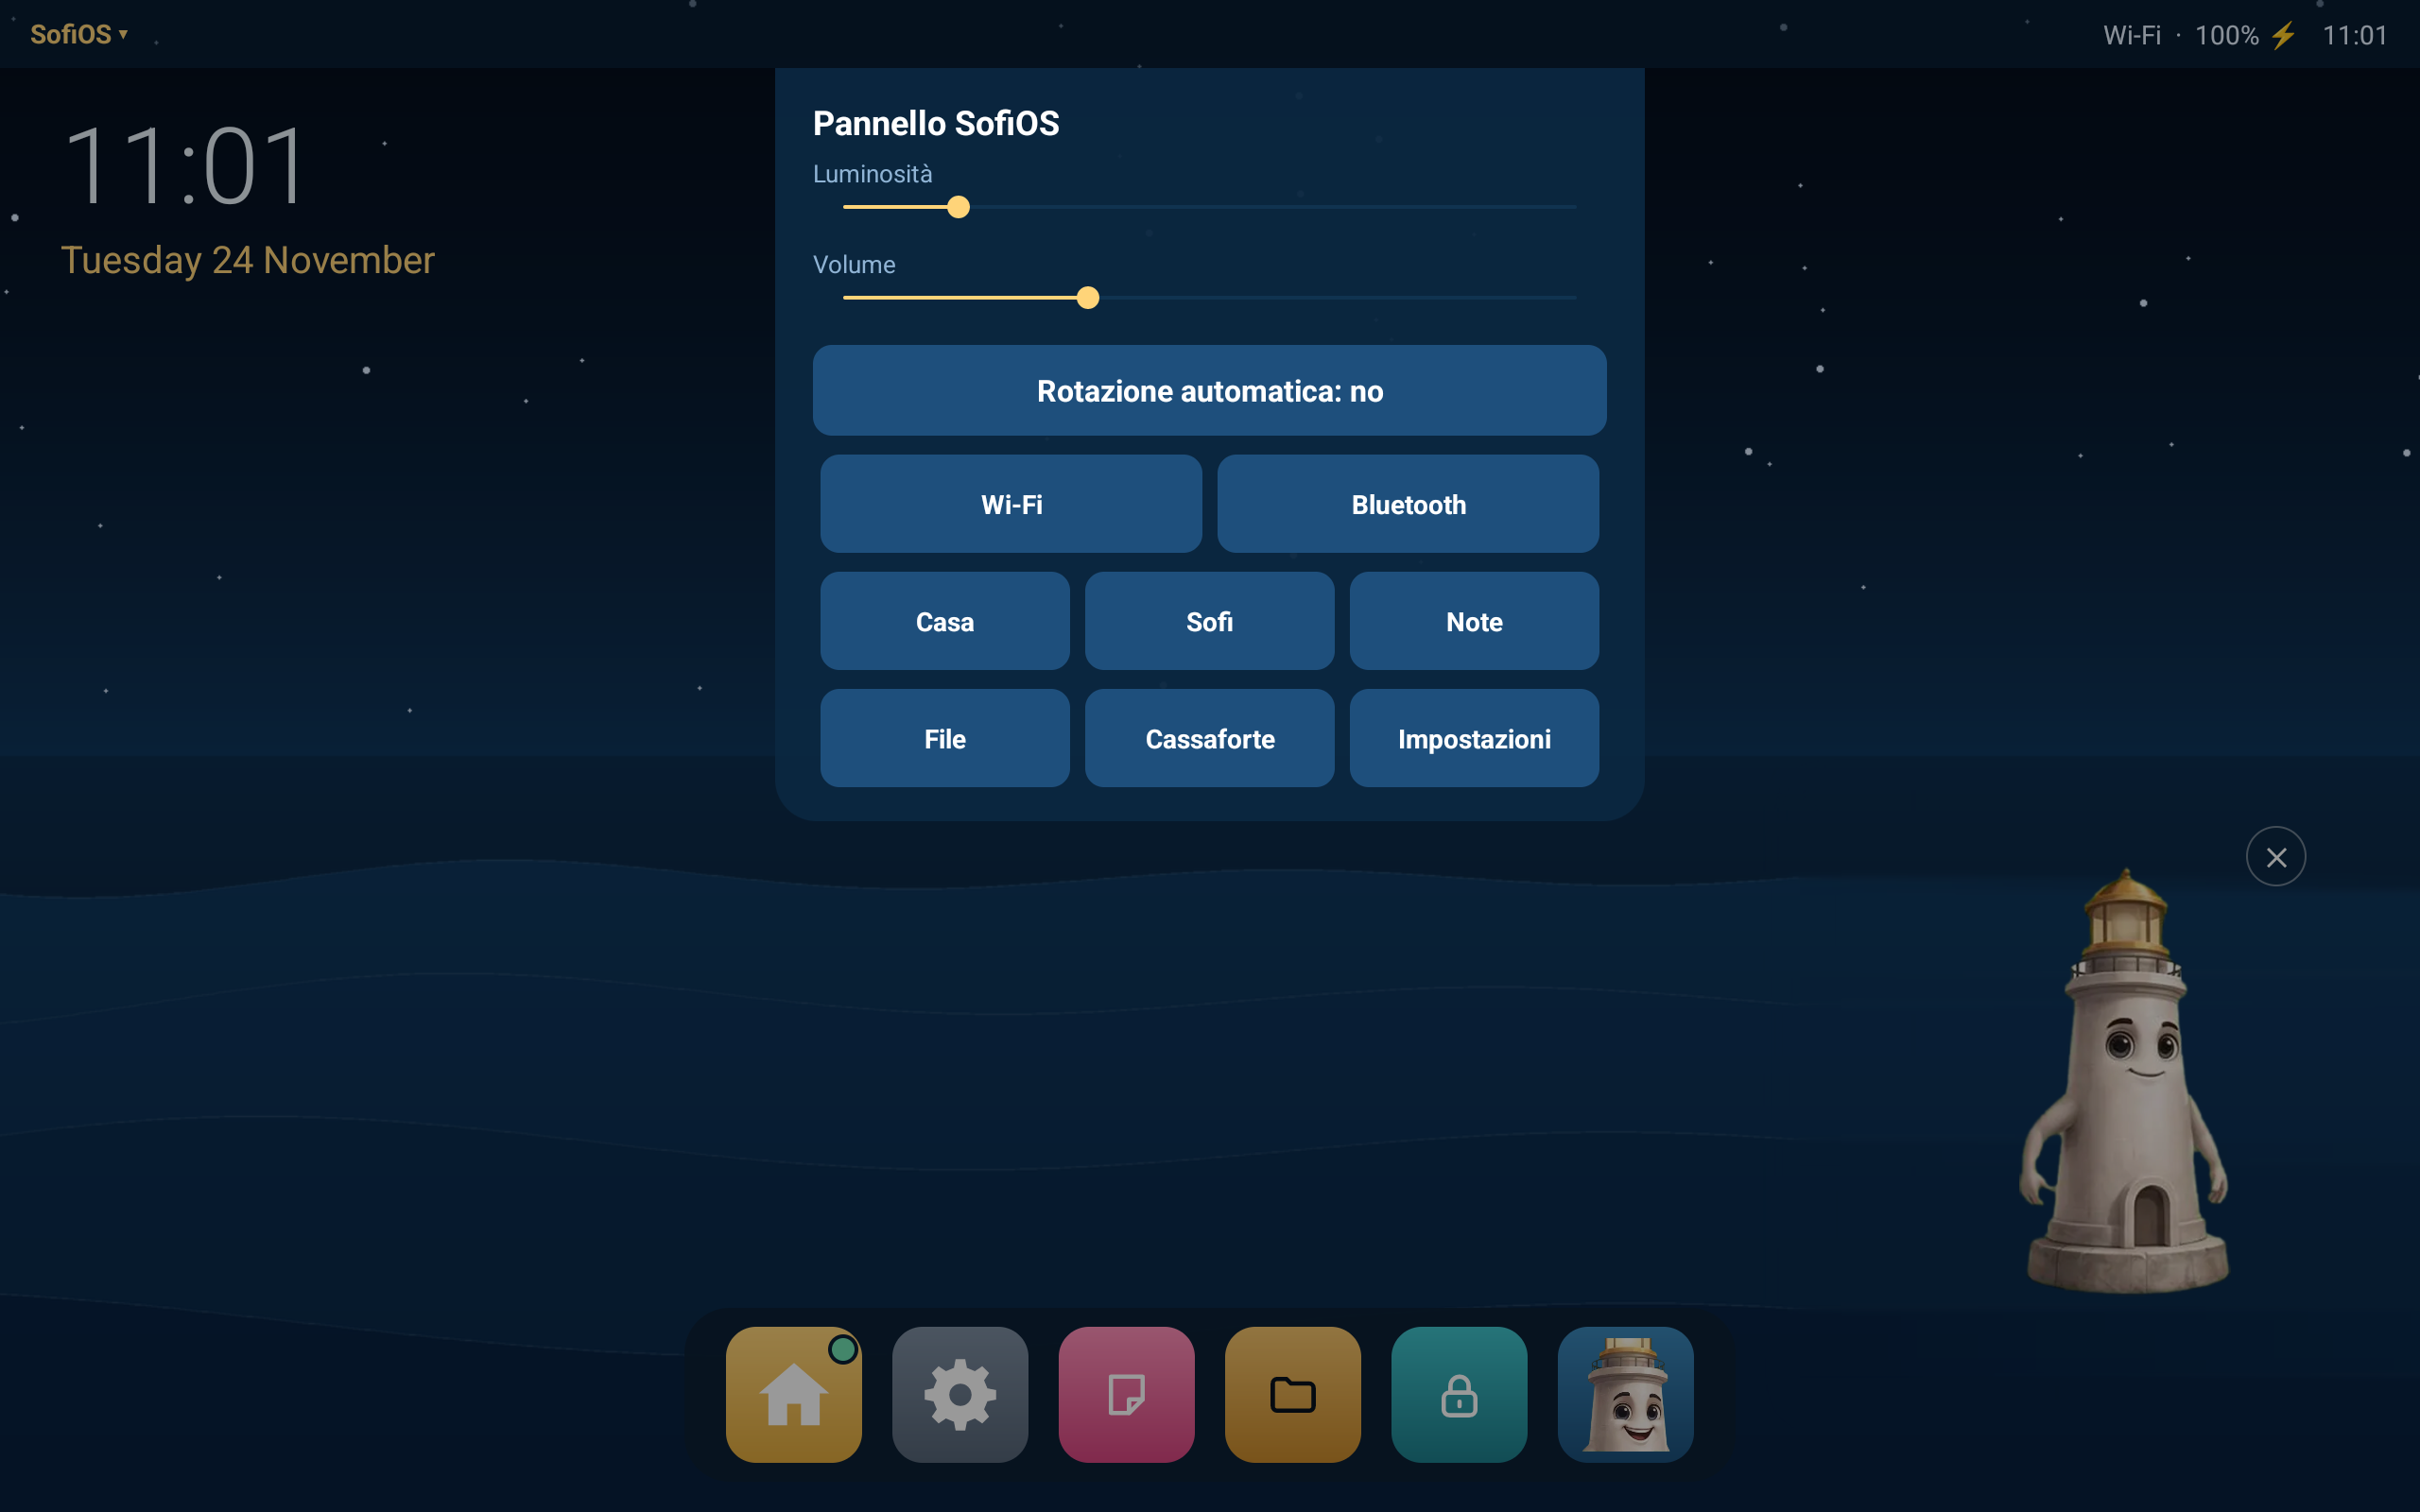 SofiOS ▾
Wi-Fi · 100% ⚡ 11:01
11:01
Tuesday 24 November
Pannello SofiOS
Luminosità
Volume
Rotazione automatica: no
Wi-Fi
Bluetooth
Casa
Sofi
Note
File
Cassaforte
Impostazioni